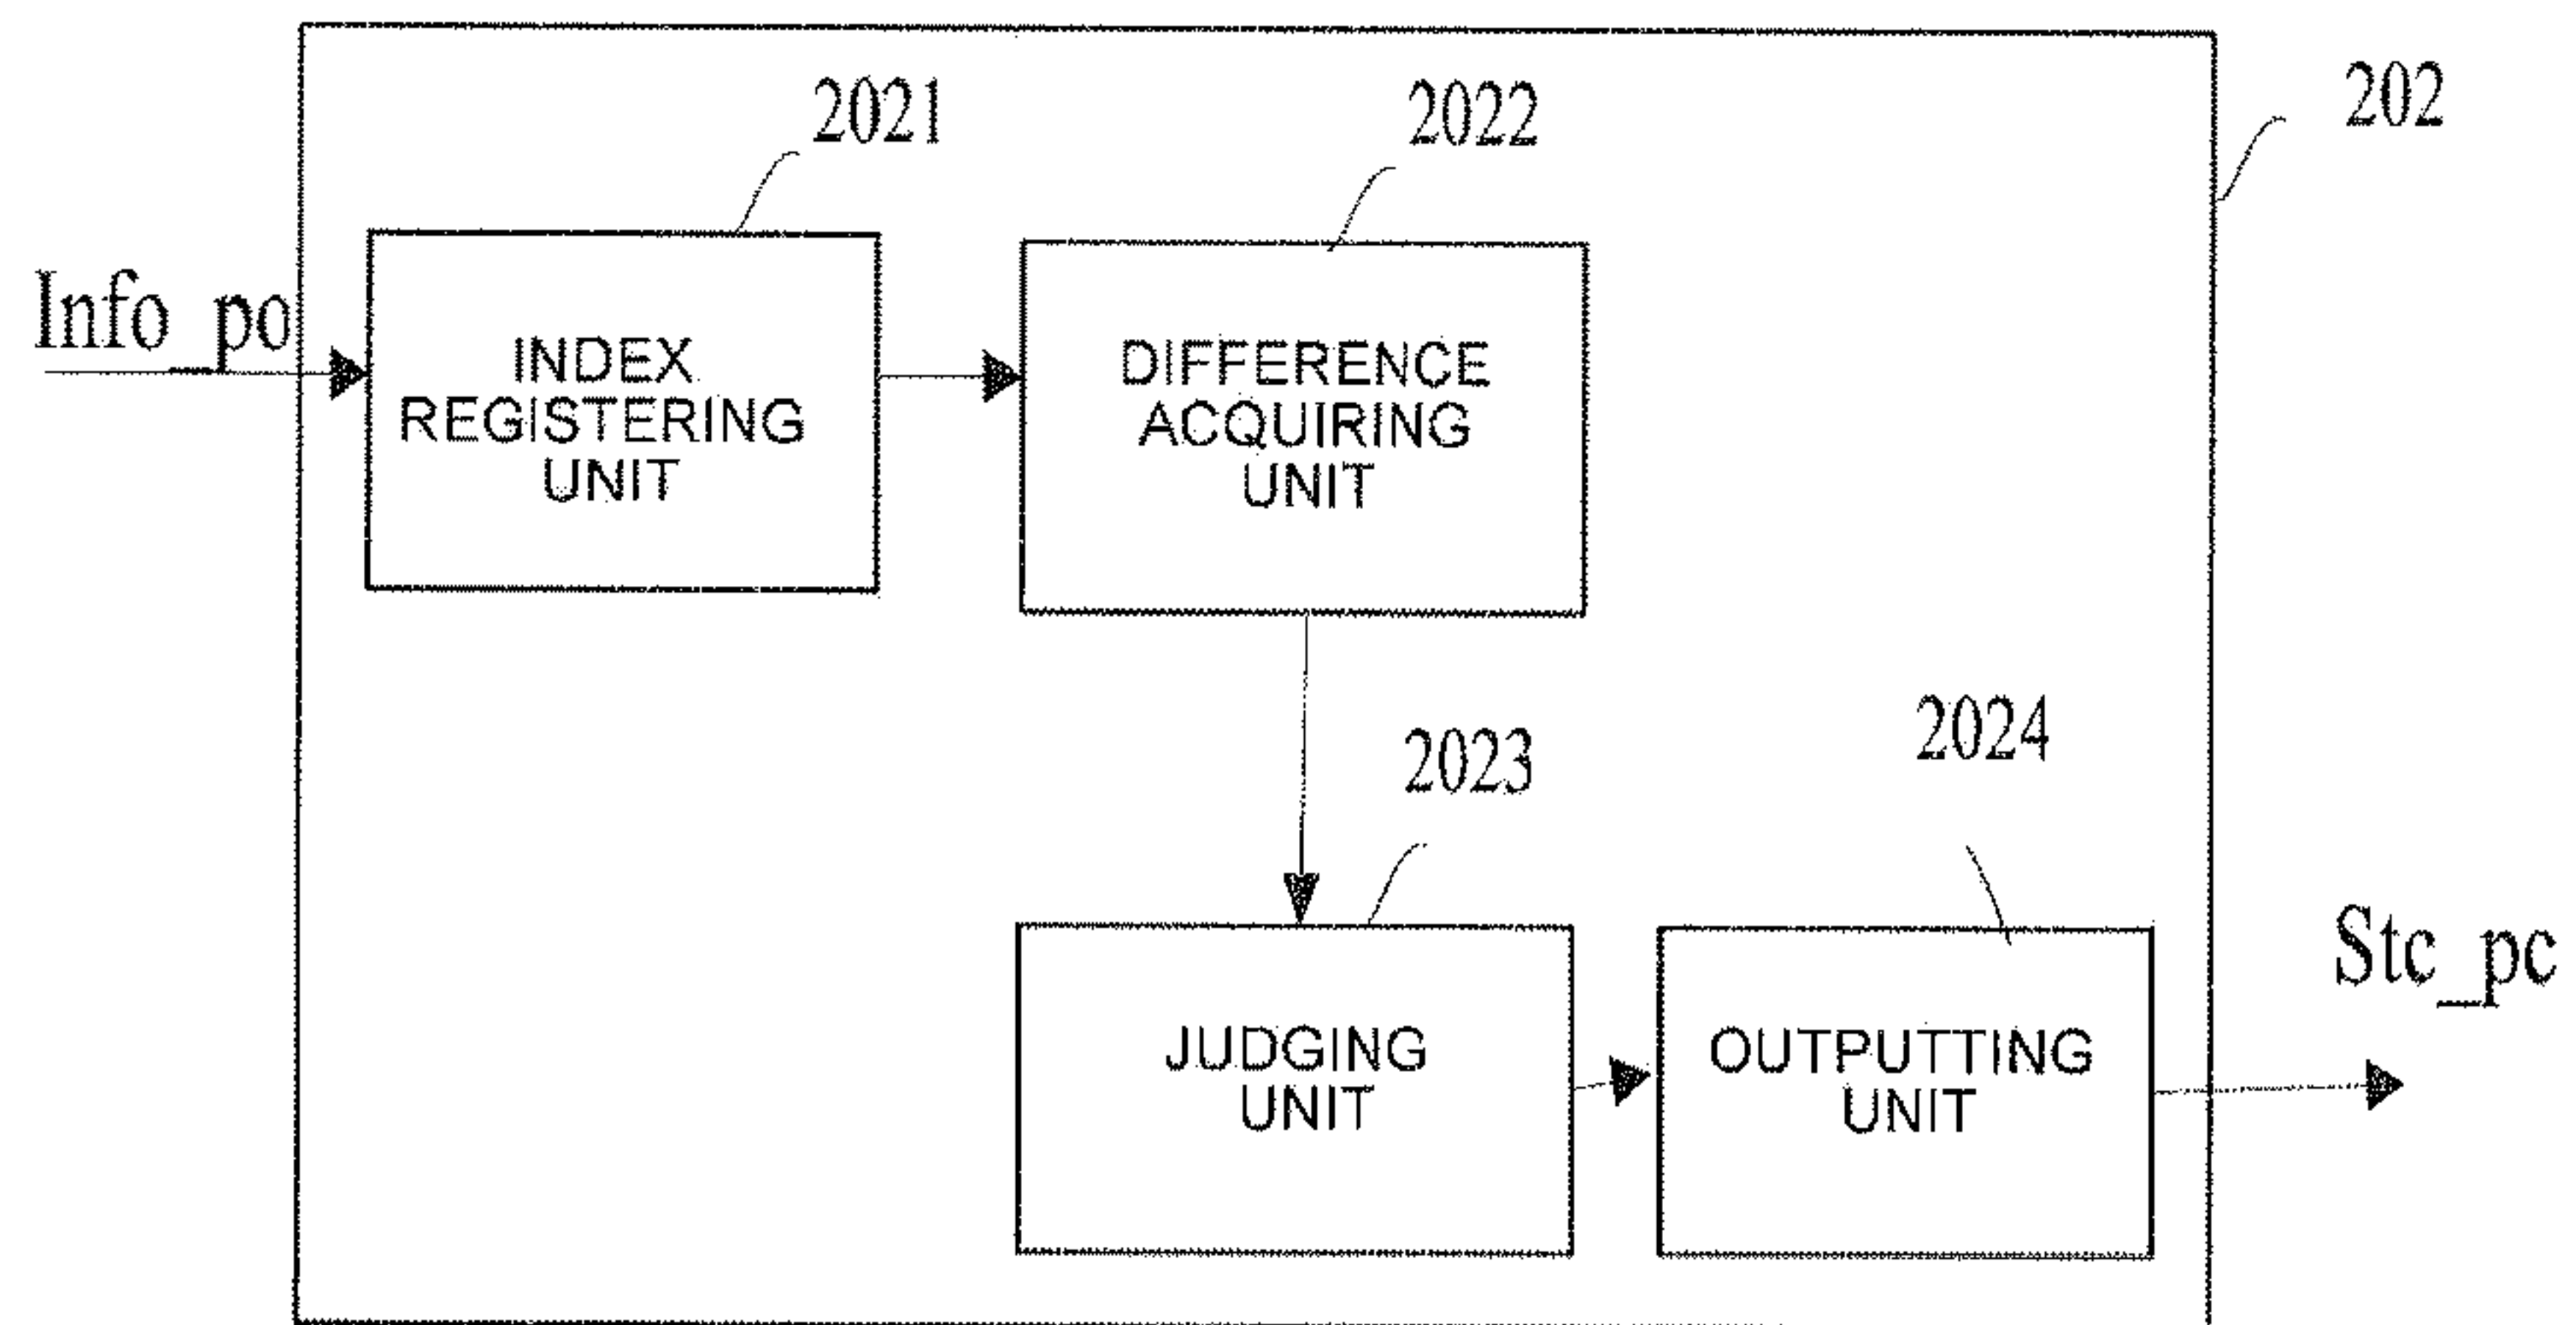 2021
2022
202
Info_po
INDEX
REGISTERING
UNIT
DIFFERENCE
ACQUIRING
UNIT
2023
2024
JUDGING
UNIT
OUTPUTTING
UNIT
Stc_pc